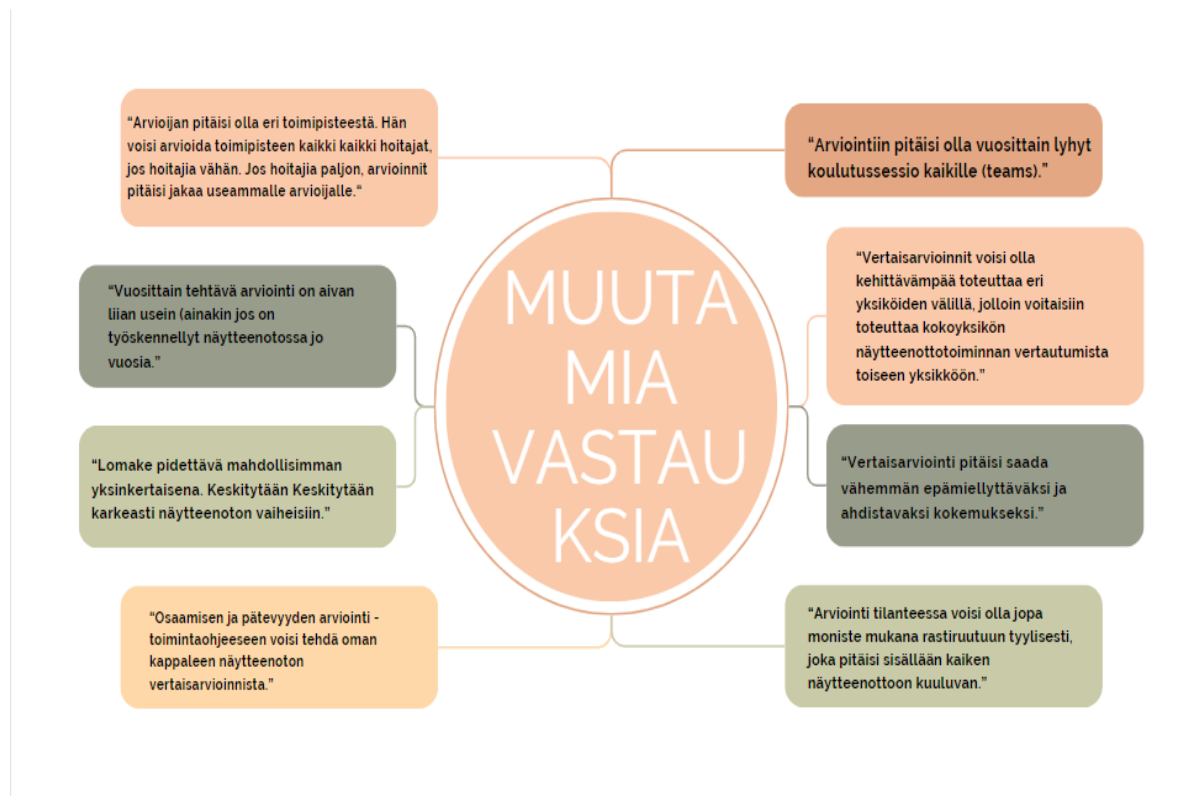 “Arvioijan pitäisi olla eri toimipisteestä. Hän
voisi arvioida toimipisteen kaikki kaikki hoitajat,
jos hoitajia vähän. Jos hoitajia paljon, arvioinnit
pitäisi jakaa useammalle arvioijalle.“
“Vuosittain tehtävä arviointi on aivan
liian usein (ainakin jos on
työskennellyt näytteenotossa jo
vuosia.”
“Lomake pidettävä mahdollisimman
yksinkertaisena. Keskitytään Keskitytään
karkeasti näytteenoton vaiheisiin.”
“Osaamisen ja pätevyyden arviointi -
toimintaohjeeseen voisi tehdä oman
kappaleen näytteenoton
vertaisarvioinnista.”
MUUTA
MIA
VASTAU
KSIA
“Arviointiin pitäisi olla vuosittain lyhyt
koulutussessio kaikille (teams).”
“Vertaisarvioinnit voisi olla
kehittävämpää toteuttaa eri
yksiköiden välillä, jolloin voitaisiin
toteuttaa kokoyksikön
näytteenottotoiminnan vertautumista
toiseen yksikköön.”
“Vertaisarviointi pitäisi saada
vähemmän epämiellyttäväksi ja
ahdistavaksi kokemukseksi.”
“Arviointi tilanteessa voisi olla jopa
moniste mukana rastiruutuun tyylisesti,
joka pitäisi sisällään kaiken
näytteenottoon kuuluvan.”